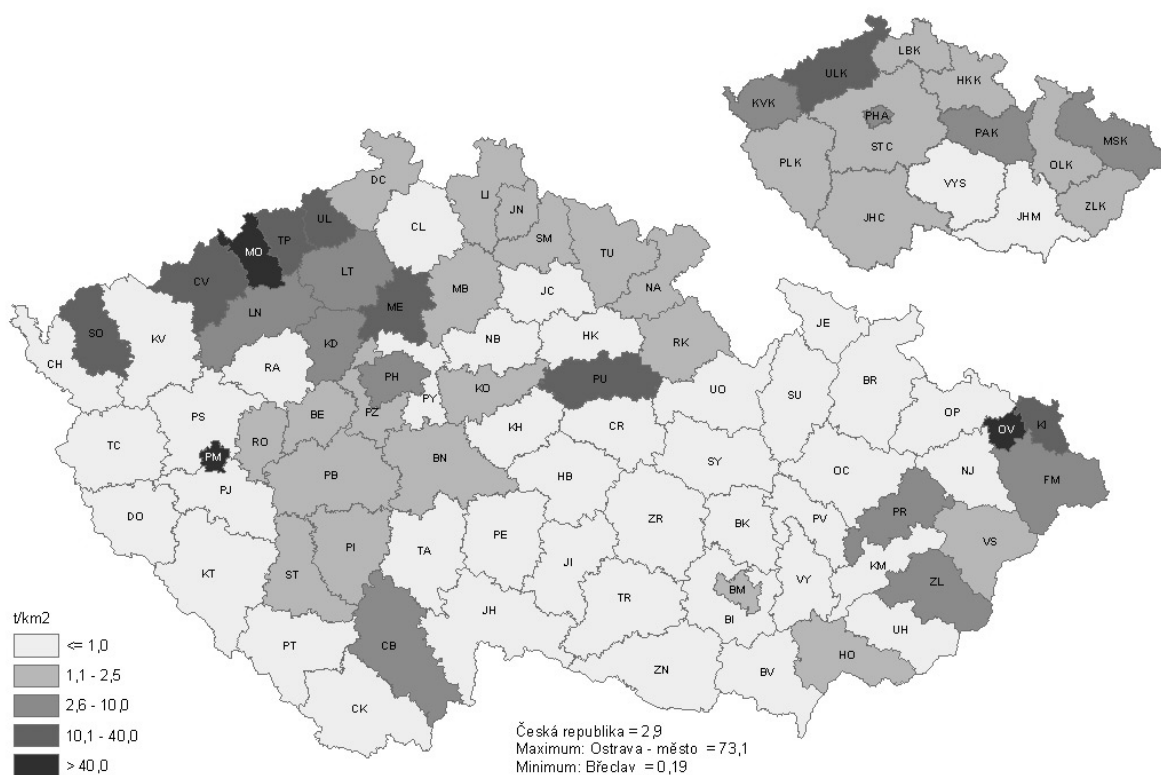 LBK
ULK
HKK
KVK
PHA
PAK
MSK
STC
PLK
OLK
VYS
ZLK
JHC
JHM
DC
LI
UL
JN
CL
TP
MO
SM
TU
LT
CV
MB
NA
JC
ME
LN
SO
KV
KD
NB
HK
JE
RK
CH
RA
PH
PU
KO
BR
PS
BE
PZ
PY
UO
SU
OP
TC
RO
KH
CR
OV
KI
PM
BN
SY
OC
NJ
FM
PB
HB
PJ
DO
ZR
BK
PV
PR
PE
VS
TA
PI
KT
ST
JI
VY
KM
ZL
BM
TR
BI
JH
UH
PT
CB
HO
ZN
BV
CK
t/km2
<= 1,0
1,1 - 2,5
2,6 - 10,0
10,1 - 40,0
> 40,0
Česká republika = 2,9
Maximum: Ostrava - město = 73,1
Minimum: Břeclav = 0,19